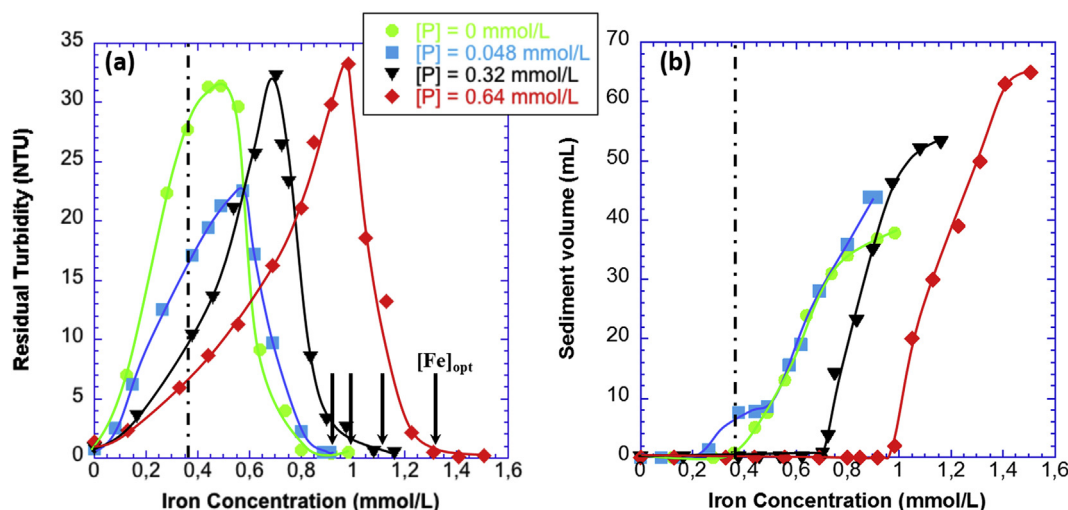 [P] = 0 mmol/L
[P] = 0.048 mmol/L
[P] = 0.32 mmol/L
[P] = 0.64 mmol/L
(a)
35
30
25
20
15
10
5
0
Residual Turbidity (NTU)
[Fe]opt
0 0,2 0,4 0,6 0,8 1 1,2 1,4 1,6
Iron Concentration (mmol/L)
(b)
70
60
50
40
30
20
10
0
Sediment volume (mL)
0 0,2 0,4 0,6 0,8 1 1,2 1,4 1,6
Iron Concentration (mmol/L)